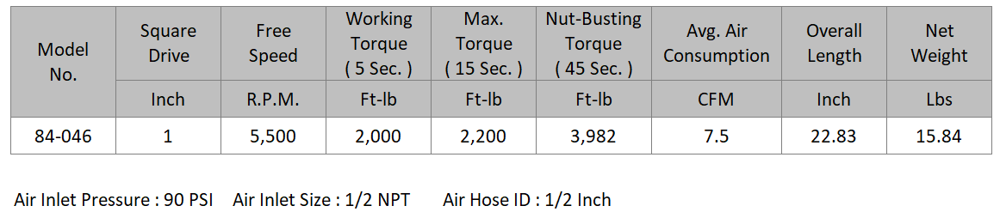 Model No. Square Drive Free Speed Working Torque ( 5 Sec. ) Max. Torque ( 15 Sec. ) Nut-Busting Torque ( 45 Sec. ) Avg. Air Consumption Overall Length Net Weight
Inch R.P.M. Ft-lb Ft-lb Ft-lb CFM Inch Lbs
84-046 1 5,500 2,000 2,200 3,982 7.5 22.83 15.84
Air Inlet Pressure : 90 PSI Air Inlet Size : 1/2 NPT Air Hose ID : 1/2 Inch